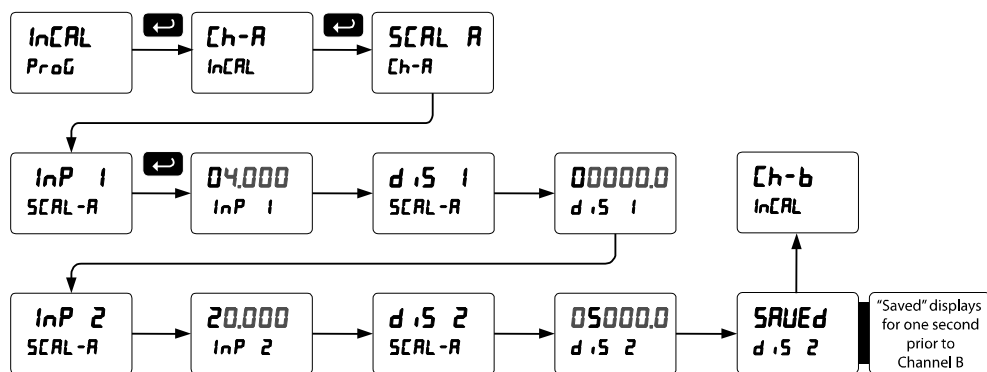 InCAL
ProG
Ch-A
InCAL
SCAL A
Ch-A
InP 1
SCAL-A
04.000
InP 1
diS 1
SCAL-A
00000.0
diS 1
Ch-b
InCAL
InP 2
SCAL-A
20.000
InP 2
diS 2
SCAL-A
05000.0
diS 2
SAVEd
diS 2
"Saved" displays
for one second
prior to
Channel B